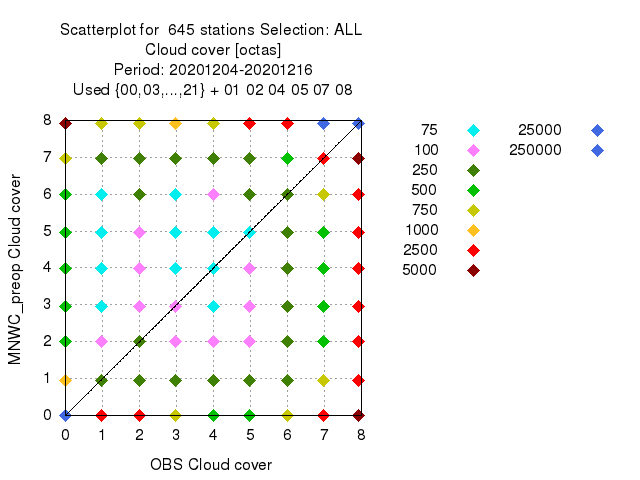 Scatterplot for 645 stations Selection: ALL
Cloud cover [octas]
Period: 20201204-20201216
Used {00,03,...,21} + 01 02 04 05 07 08
MNWC_preop Cloud cover
8
7
6
5
4
3
2
1
0
0 1 2 3 4 5 6 7 8
OBS Cloud cover
75 25000
100 250000
250
500
750
1000
2500
5000